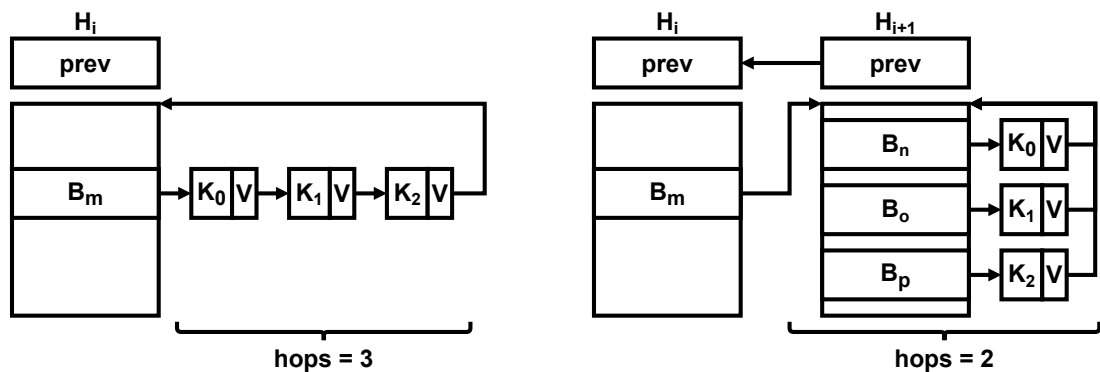 Hi
prev
Bm
K0 V K1 V K2 V
hops = 3
Hi Hi+1
prev prev
Bn K0 V
Bm Bo K1 V
Bp K2 V
hops = 2